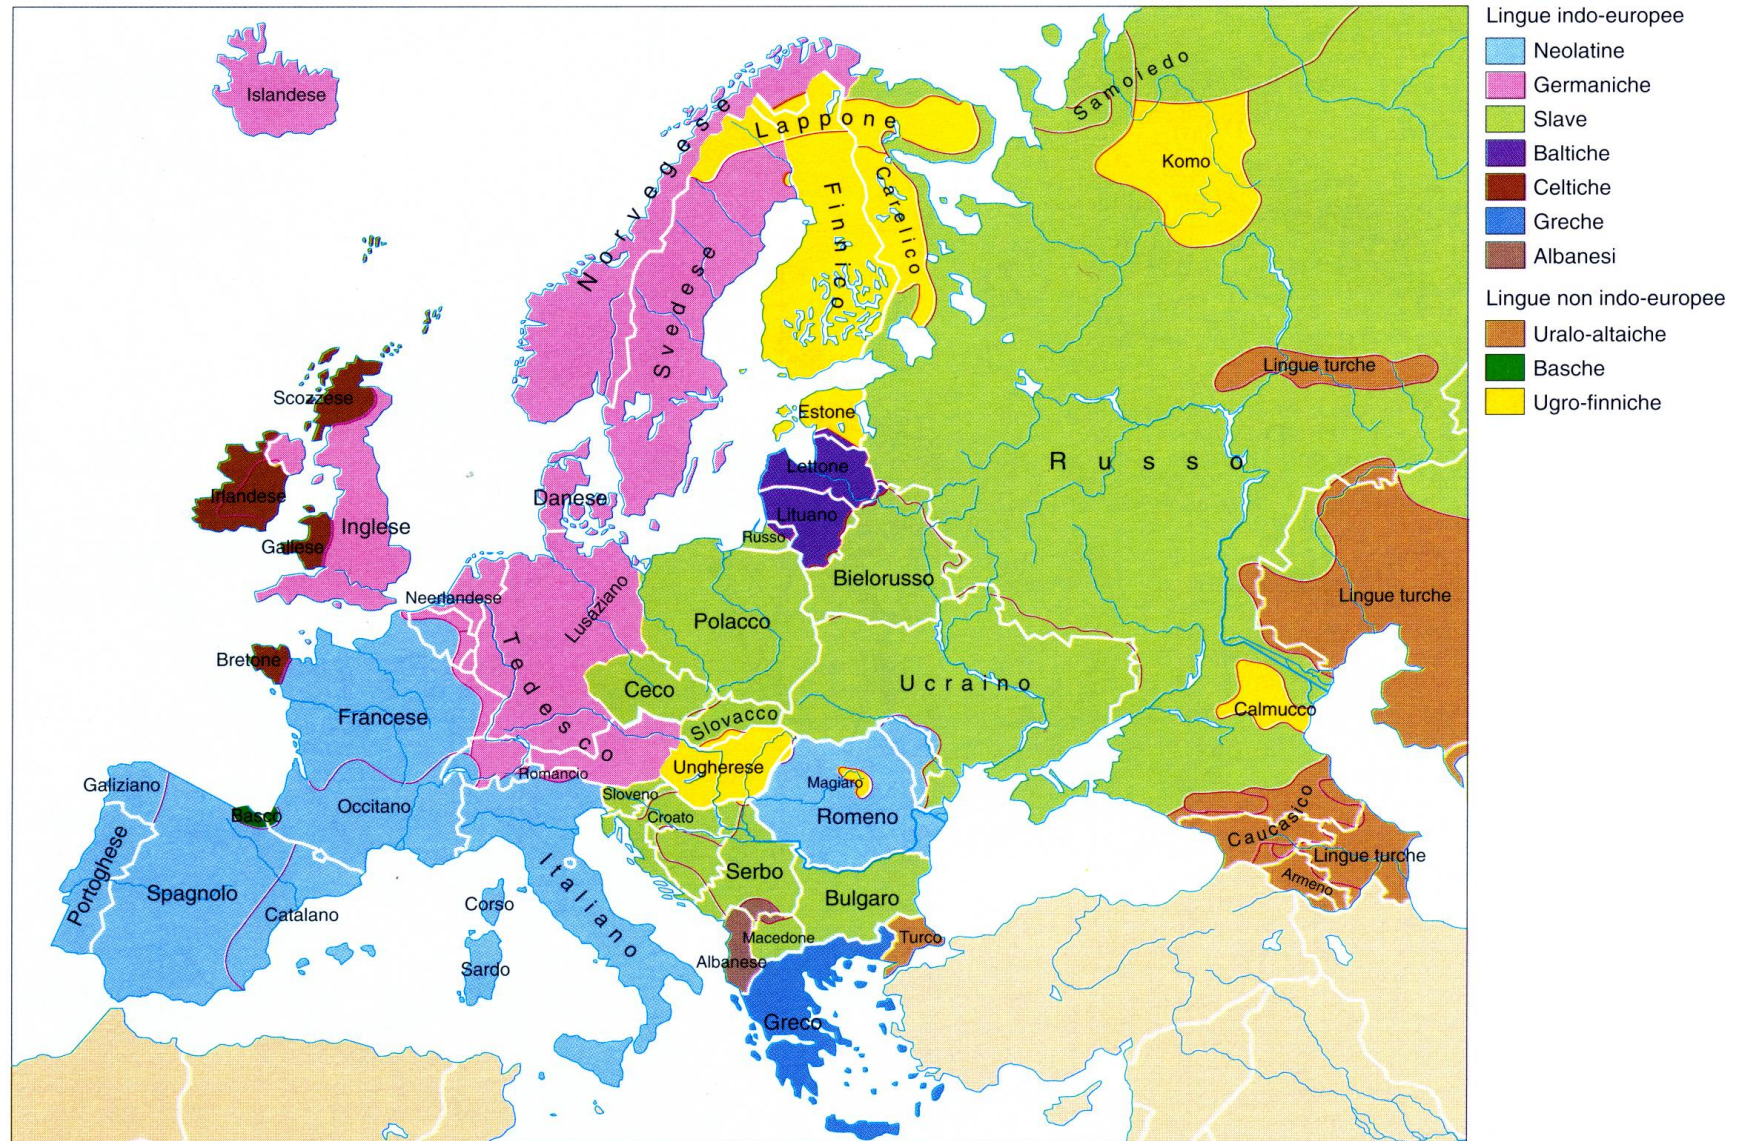 Lingue indo-europee
Neolatine
Germaniche
Slave
Baltiche
Celtiche
Greche
Albanesi
Lingue non indo-europee
Uralo-altaiche
Basche
Ugro-finniche
Islandese
Samoiedo
Norvegese
Lappone
Komo
Carelico
Finnico
Svedese
Lingue turche
Scozzese
Estone
Russo
Lettone
Irlandese
Danese
Lituano
Inglese
Gallese
Russo
Bielorusso
Neerlandese
Lusaziano
Lingue turche
Polacco
Tedesco
Bretone
Ceco
Ucraino
Francese
Slovacco
Calmucco
Ungherese
Romancio
Galiziano
Magiaro
Sloveno
Occitano
Basco
Croato
Romeno
Caucasico
Portoghese
Lingue turche
Italiano
Serbo
Armeno
Spagnolo
Bulgaro
Corso
Catalano
Macedone
Turco
Albanese
Sardo
Greco